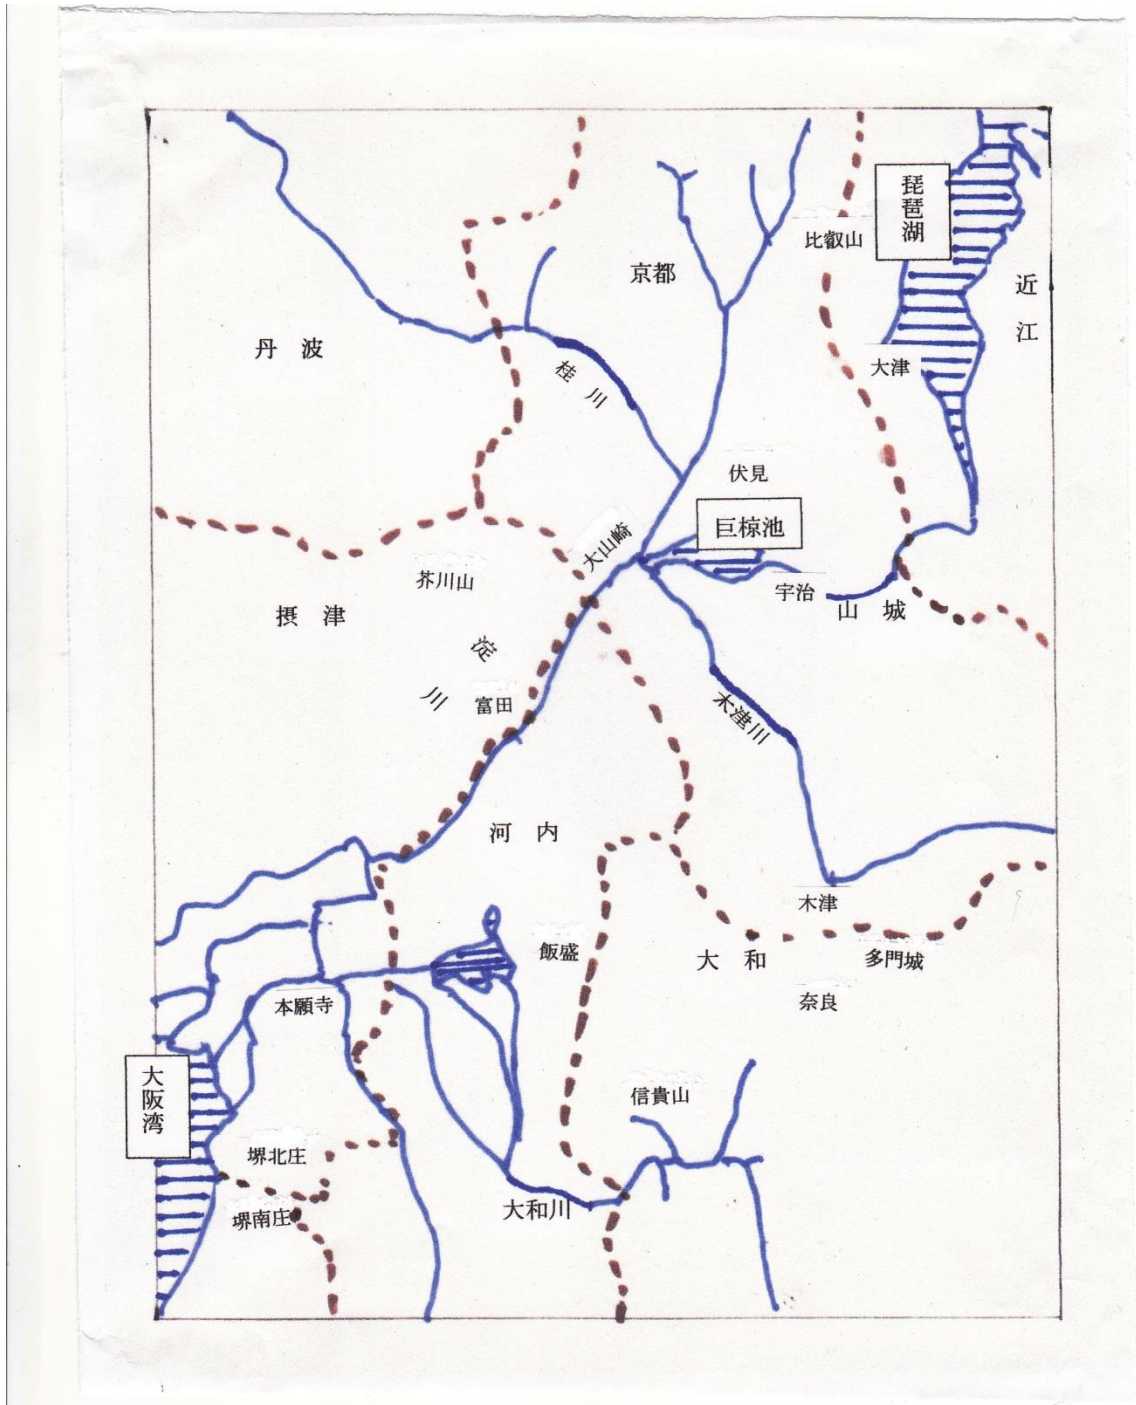 琵琶湖
比叡山
京都
近江
丹 波
大津
桂川
伏見
巨椋池
大山崎
芥川山
宇治
摂 津
山 城
淀川
富田
木津川
河 内
木津
飯盛
大 和
多門城
本願寺
奈良
大阪湾
信貴山
堺北庄
大和川
堺南庄